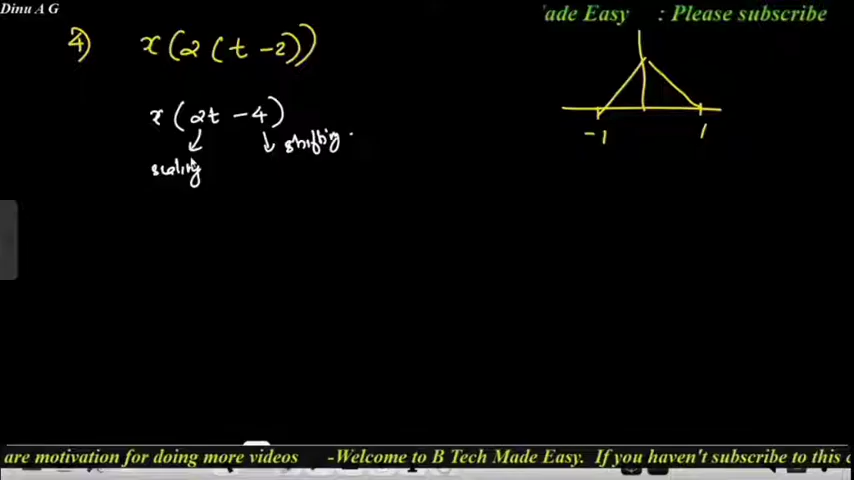 Dinu A G
'ade Easy : Please subscribe
4) x(2(t-2))
x(2t-4)
shifting.
scaling
-1 1
are motivation for doing more videos -Welcome to B Tech Made Easy. If you haven't subscribe to this c